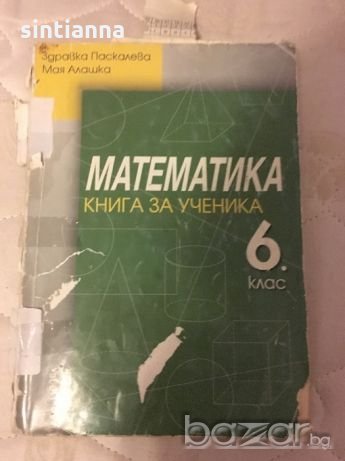 sintianna
Здравка Паскалева
Мая Алашка
МАТЕМАТИКА
КНИГА ЗА УЧЕНИКА
6.
клас
bazar.bg